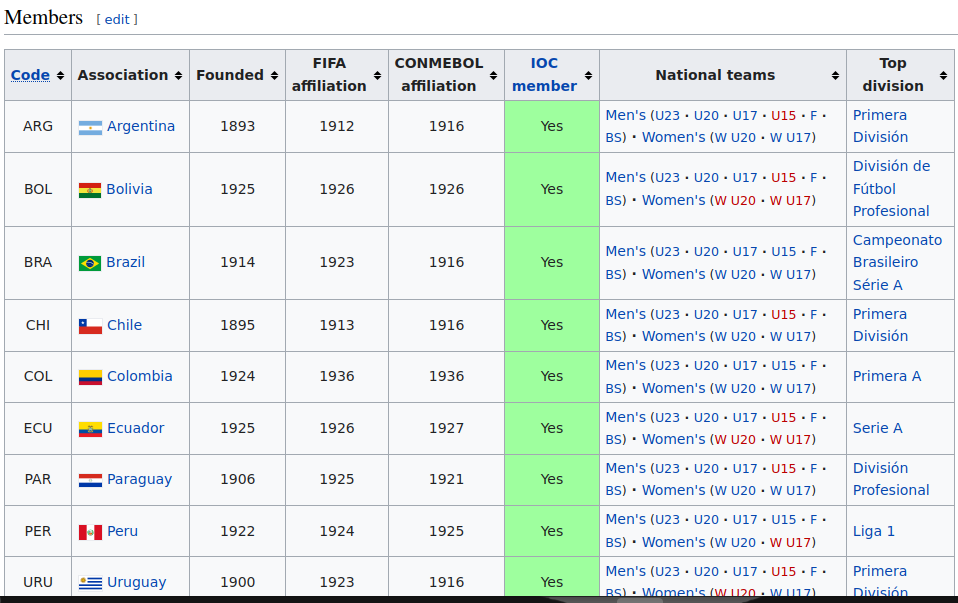 Members [ edit ]
Code Association Founded FIFA affiliation CONMEBOL affiliation IOC member National teams Top division
ARG Argentina 1893 1912 1916 Yes Men's (U23 · U20 · U17 · U15 · F · BS) · Women's (W U20 · W U17) Primera División
BOL Bolivia 1925 1926 1926 Yes Men's (U23 · U20 · U17 · U15 · F · BS) · Women's (W U20 · W U17) División de Fútbol Profesional
BRA Brazil 1914 1923 1916 Yes Men's (U23 · U20 · U17 · U15 · F · BS) · Women's (W U20 · W U17) Campeonato Brasileiro Série A
CHI Chile 1895 1913 1916 Yes Men's (U23 · U20 · U17 · U15 · F · BS) · Women's (W U20 · W U17) Primera División
COL Colombia 1924 1936 1936 Yes Men's (U23 · U20 · U17 · U15 · F · BS) · Women's (W U20 · W U17) Primera A
ECU Ecuador 1925 1926 1927 Yes Men's (U23 · U20 · U17 · U15 · F · BS) · Women's (W U20 · W U17) Serie A
PAR Paraguay 1906 1925 1921 Yes Men's (U23 · U20 · U17 · U15 · F · BS) · Women's (W U20 · W U17) División Profesional
PER Peru 1922 1924 1925 Yes Men's (U23 · U20 · U17 · U15 · F · BS) · Women's (W U20 · W U17) Liga 1
URU Uruguay 1900 1923 1916 Yes Men's (U23 · U20 · U17 · U15 · F · BS) · Women's (W U20 · W U17) Primera División